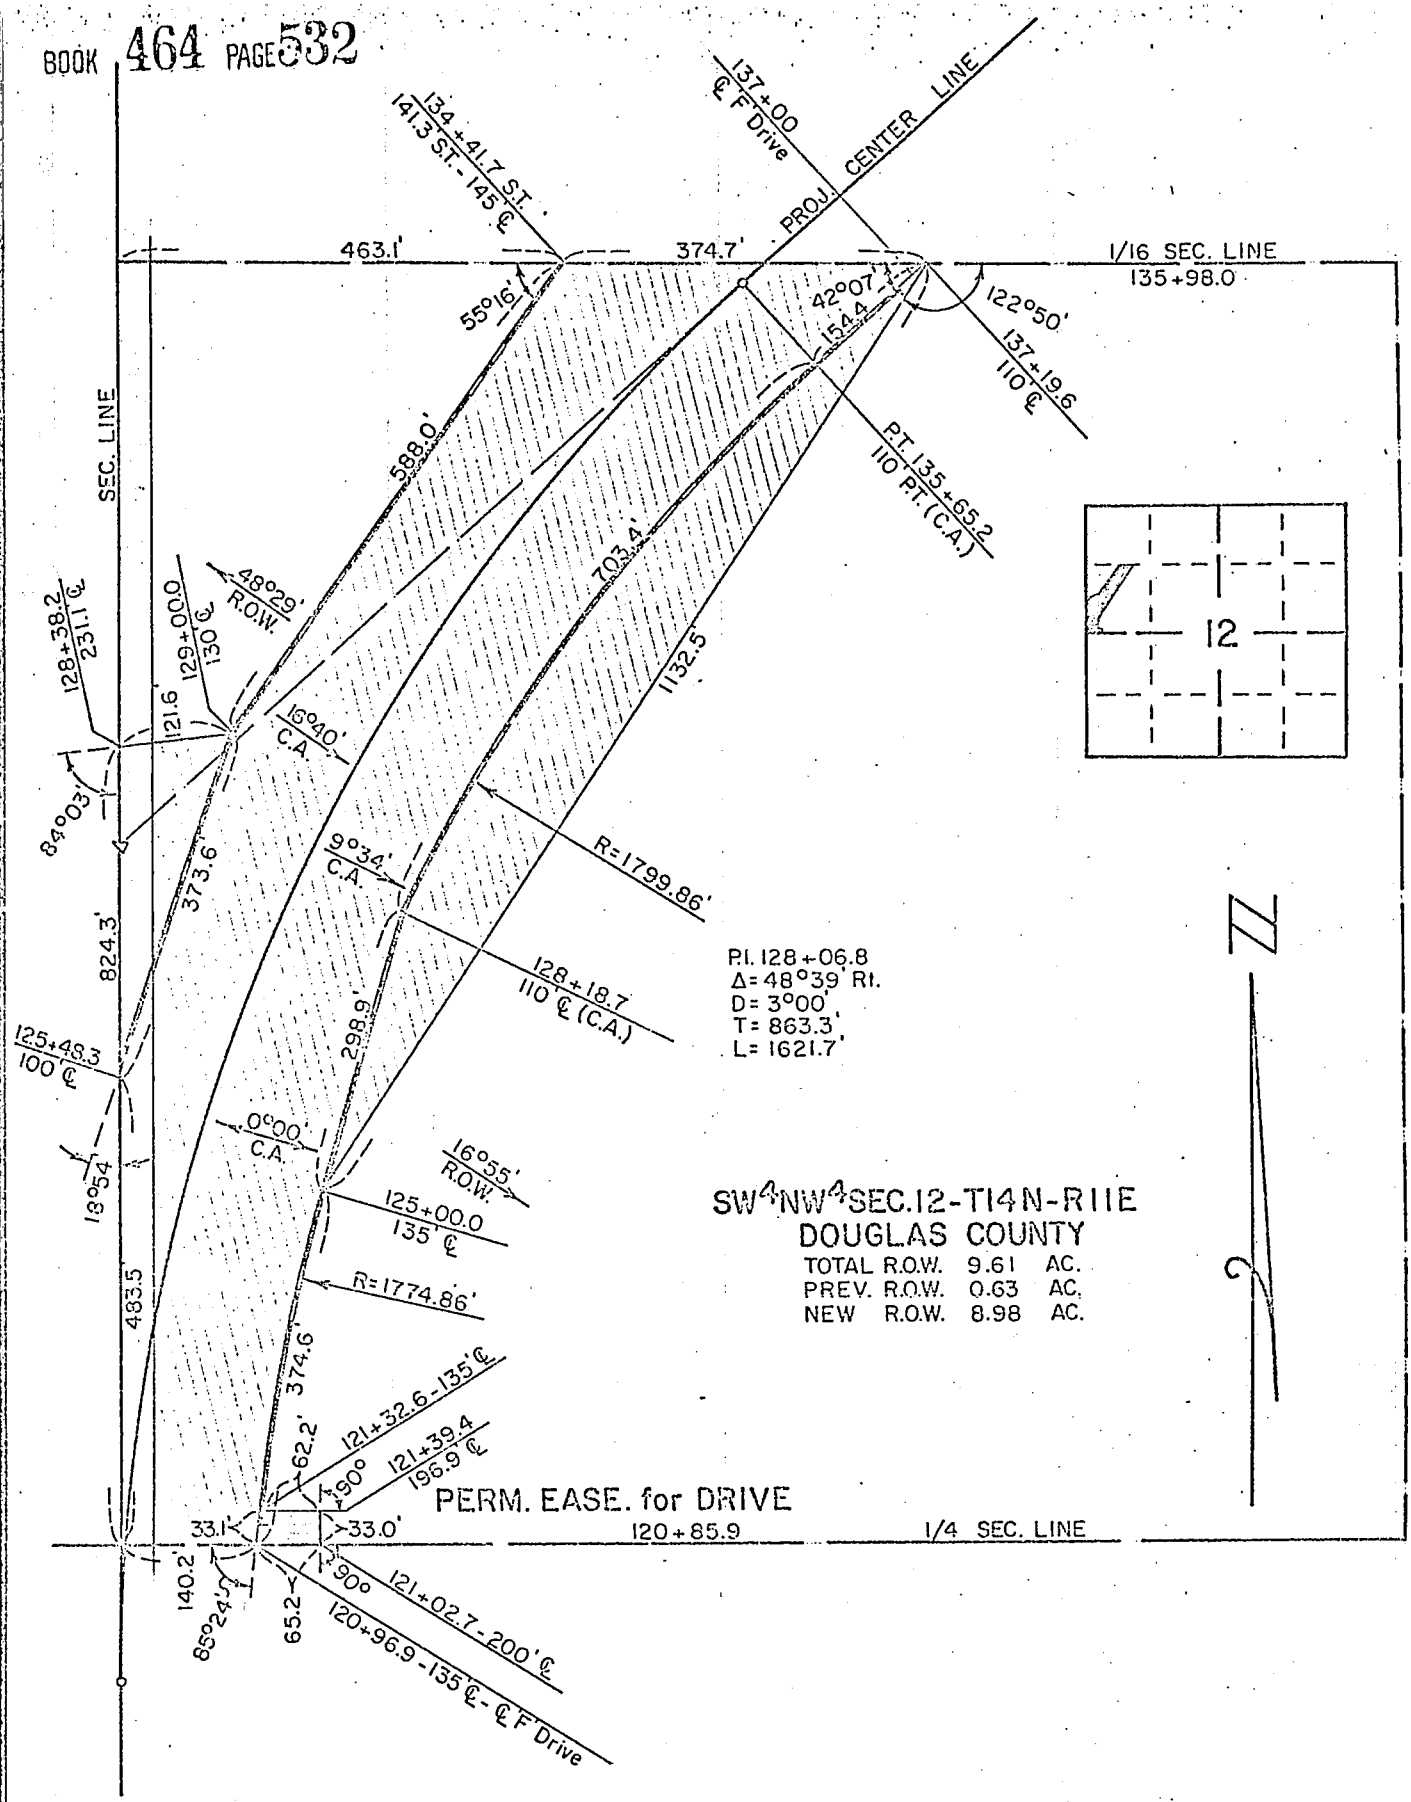 BOOK 464 PAGE 532
134+41.7 S.T.
141.3' S.T. - 145' ℄
137+00
℄ 'F' Drive
PROJ. CENTER LINE
463.1'
374.7'
1/16 SEC. LINE
135+98.0
55°16'
42°07'
154.4
122°50'
137+19.6
110' ℄
SEC. LINE
588.0'
P.T. 135+65.2
110' P.T. (C.A.)
703.4'
48°29'
R.O.W.
128+38.2
231.1 ℄
129+00.0
130' ℄
12
121.6'
1132.5'
16°40'
C.A.
84°03'
9°34'
C.A.
R=1799.86'
373.6'
824.3'
P.I. 128+06.8
Δ=48°39' Rt.
D=3°00'
T=863.3'
L=1621.7'
128+18.7
110' ℄ (C.A.)
298.9'
125+48.3
100' ℄
0°00'
C.A.
16°55'
R.O.W.
18°54'
125+00.0
135' ℄
SW⁴NW⁴SEC.12-T14N-R11E
DOUGLAS COUNTY
TOTAL R.O.W. 9.61 AC.
PREV. R.O.W. 0.63 AC.
NEW R.O.W. 8.98 AC.
R=1774.86'
483.5'
374.6'
121+32.6-135' ℄
62.2'
90°
121+39.4
196.9' ℄
PERM. EASE. for DRIVE
33.1'
33.0'
120+85.9
1/4 SEC. LINE
140.2'
85°24'
65.2
90°
121+02.7-200' ℄
120+96.9-135' ℄ - ℄ 'F' Drive